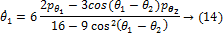 θ̇₁ = 6 (2p_θ₁ − 3cos(θ₁ − θ₂)p_θ₂) / (16 − 9cos²(θ₁ − θ₂)) → (14)